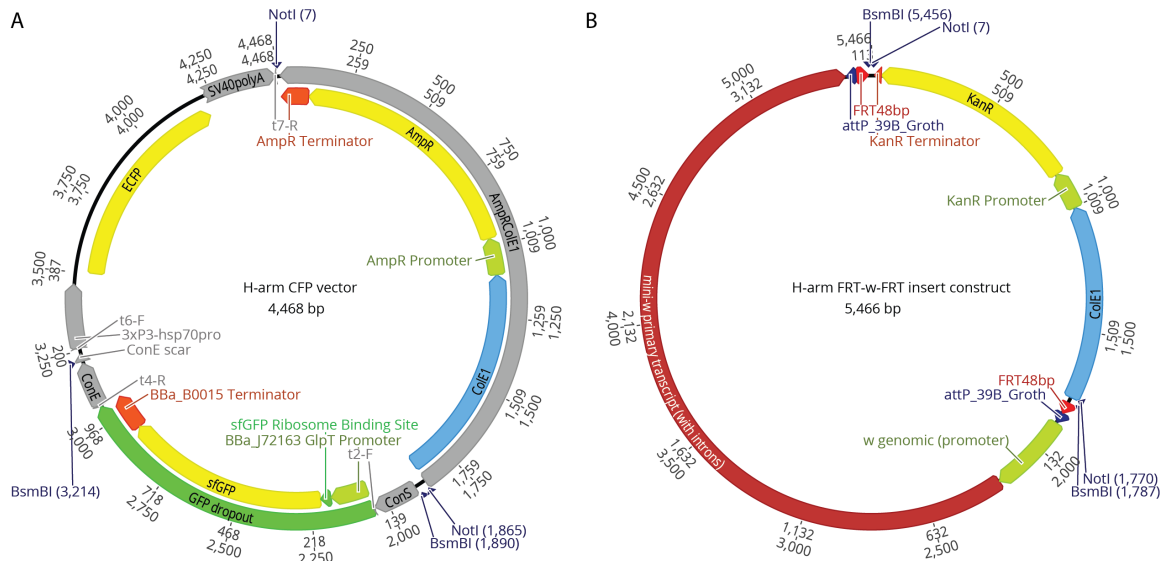 A
NotI (7)
4,468
4,468
250
259
500
509
750
759
1,000
1,009
1,259
1,250
1,509
1,500
1,759
1,750
NotI (1,865)
BsmBI (1,890)
139
2,000
218
2,250
468
2,500
718
2,750
968
3,000
BsmBI (3,214)
200
3,250
3,500
387
3,750
3,750
4,000
4,000
4,250
4,250
SV40polyA
t7-R
AmpR Terminator
AmpR
AmpRColE1
AmpR Promoter
ECFP
H-arm CFP vector
4,468 bp
t6-F
3xP3-hsp70pro
ConE scar
ConE
t4-R
BBa_B0015 Terminator
sfGFP Ribosome Binding Site
BBa_J72163 GlpT Promoter
t2-F
ColE1
sfGFP
GFP dropout
ConS
B
BsmBI (5,456)
NotI (7)
5,466
11
500
509
1,000
1,009
1,509
1,500
NotI (1,770)
BsmBI (1,787)
132
2,000
632
2,500
1,132
3,000
1,632
3,500
2,132
4,000
4,500
2,632
5,000
3,132
FRT48bp
attP_39B_Groth
KanR Terminator
KanR
KanR Promoter
H-arm FRT-w-FRT insert construct
5,466 bp
ColE1
FRT48bp
attP_39B_Groth
w genomic (promoter)
mini-w primary transcript (with introns)